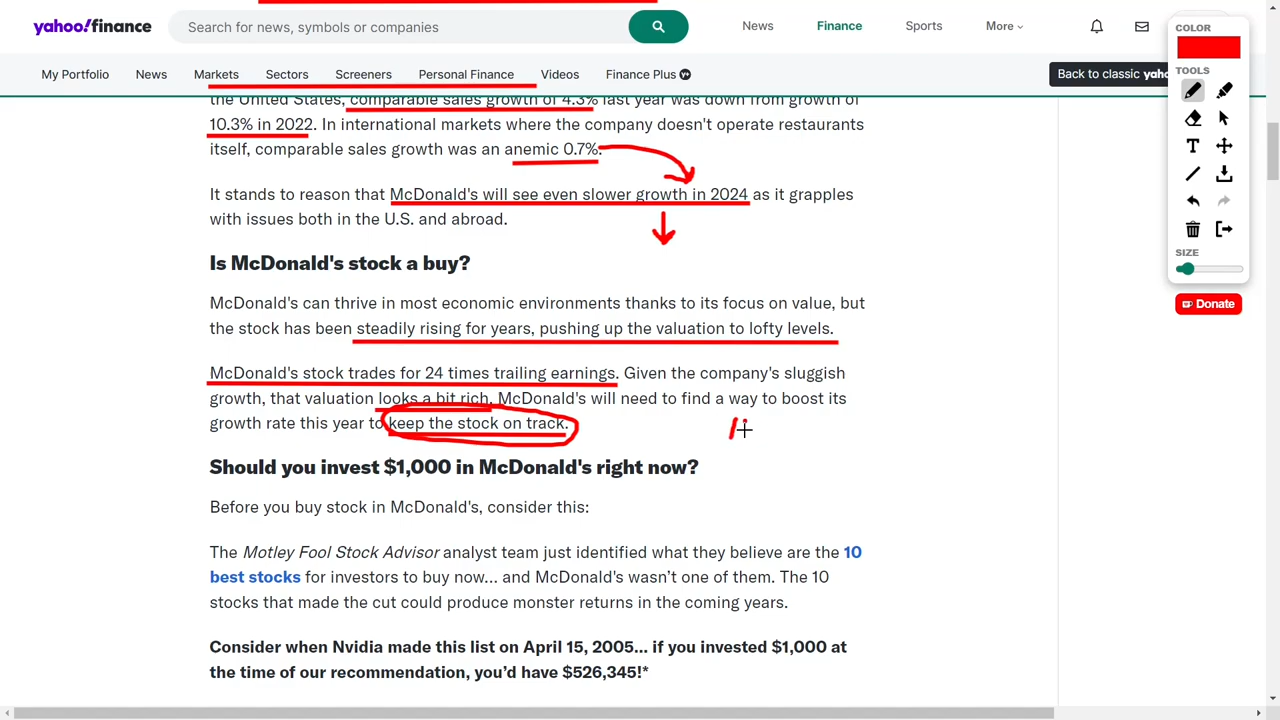 yahoo!finance
Search for news, symbols or companies
News Finance Sports More
My Portfolio News Markets Sectors Screeners Personal Finance Videos Finance Plus
Back to classic yaho
COLOR
TOOLS
T
SIZE
Donate
the United States, comparable sales growth of 4.3% last year was down from growth of
10.3% in 2022. In international markets where the company doesn't operate restaurants
itself, comparable sales growth was an anemic 0.7%.
It stands to reason that McDonald's will see even slower growth in 2024 as it grapples
with issues both in the U.S. and abroad.
Is McDonald's stock a buy?
McDonald's can thrive in most economic environments thanks to its focus on value, but
the stock has been steadily rising for years, pushing up the valuation to lofty levels.
McDonald's stock trades for 24 times trailing earnings. Given the company's sluggish
growth, that valuation looks a bit rich. McDonald's will need to find a way to boost its
growth rate this year to keep the stock on track.
Should you invest $1,000 in McDonald's right now?
Before you buy stock in McDonald's, consider this:
The Motley Fool Stock Advisor analyst team just identified what they believe are the 10
best stocks for investors to buy now… and McDonald's wasn't one of them. The 10
stocks that made the cut could produce monster returns in the coming years.
Consider when Nvidia made this list on April 15, 2005... if you invested $1,000 at
the time of our recommendation, you'd have $526,345!*